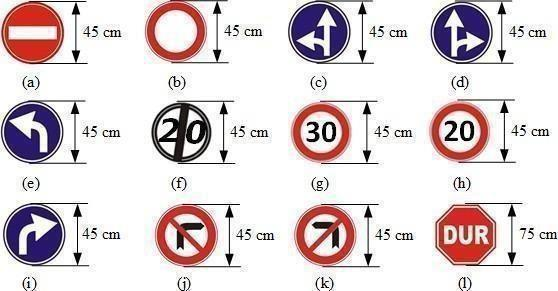 45 cm 45 cm 45 cm 45 cm
(a) (b) (c) (d)
45 cm 20 45 cm 30 45 cm 20 45 cm
(e) (f) (g) (h)
45 cm 45 cm 45 cm DUR 75 cm
(i) (j) (k) (l)